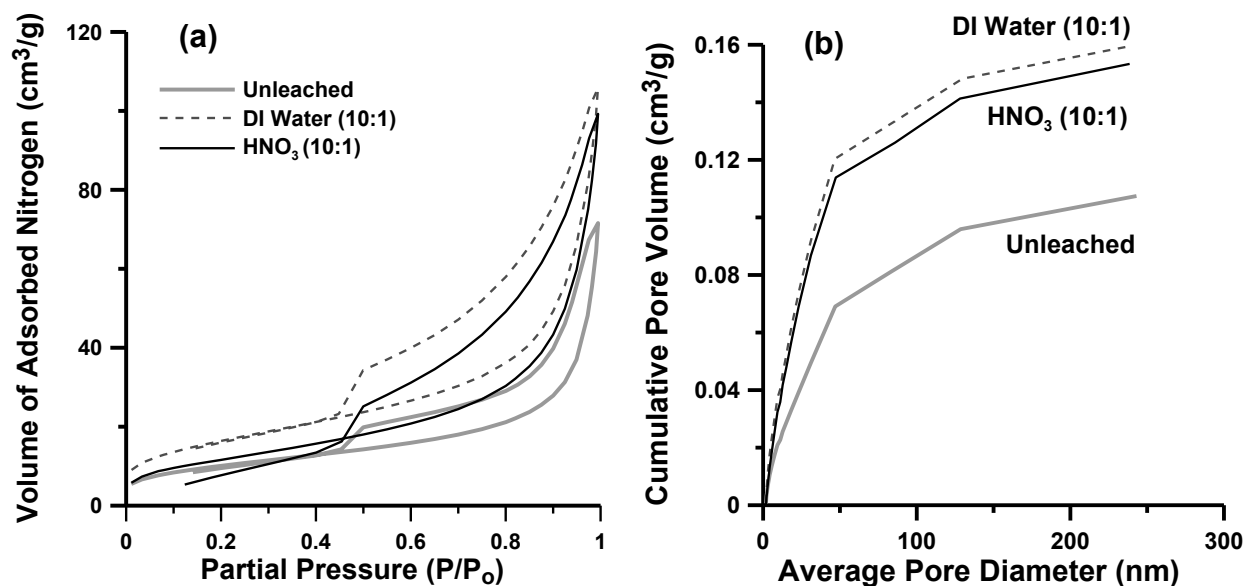 (a)
Volume of Adsorbed Nitrogen (cm³/g)
120
80
40
0
Unleached
DI Water (10:1)
HNO₃ (10:1)
0 0.2 0.4 0.6 0.8 1
Partial Pressure (P/Pₒ)
(b)
Cumulative Pore Volume (cm³/g)
0.16
0.12
0.08
0.04
0
DI Water (10:1)
HNO₃ (10:1)
Unleached
0 100 200 300
Average Pore Diameter (nm)